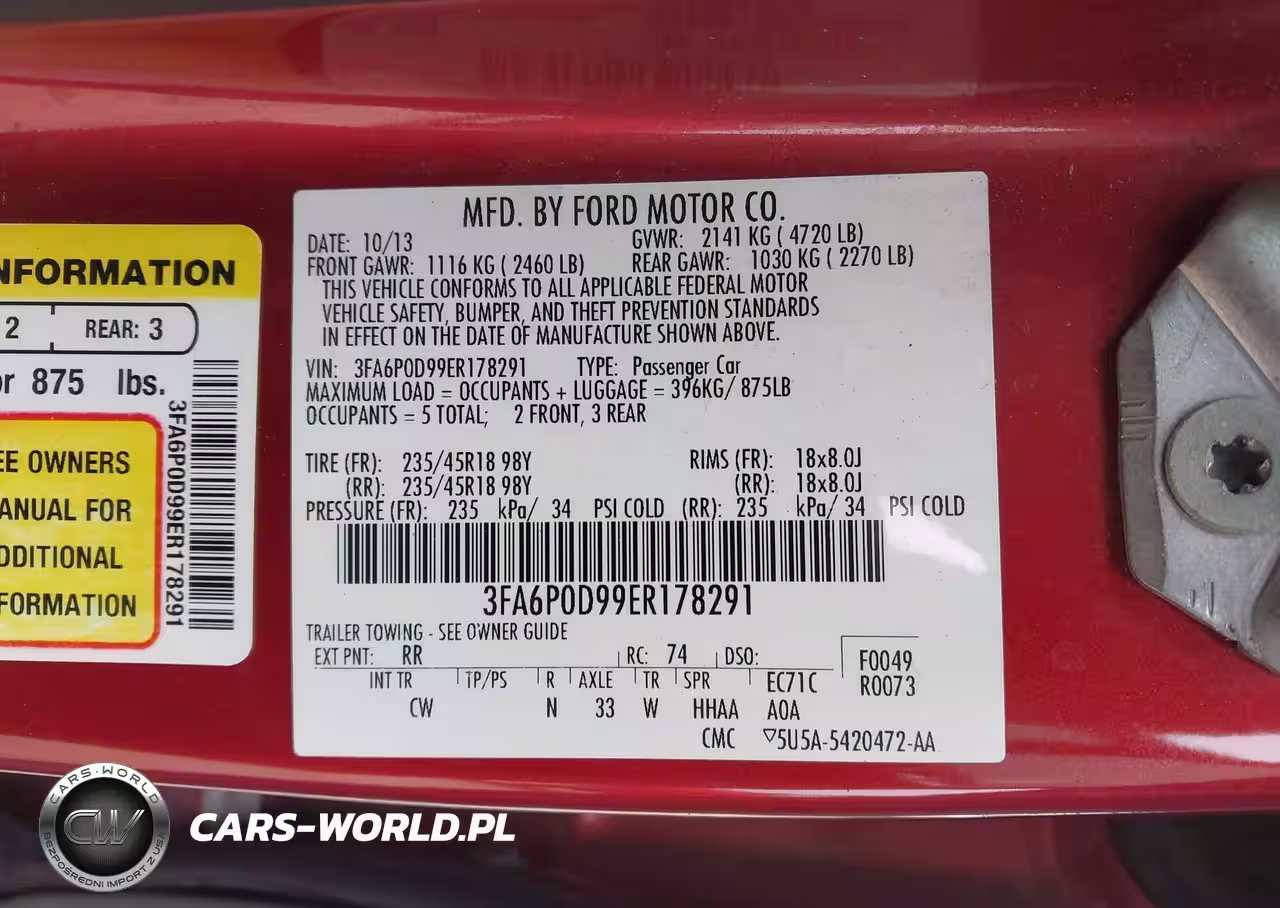 NFORMATION
2 REAR: 3
or 875 lbs.
EE OWNERS
ANUAL FOR
DDITIONAL
FORMATION
3FA6P0D99ER178291
MFD. BY FORD MOTOR CO.
DATE: 10/13 GVWR: 2141 KG ( 4720 LB)
FRONT GAWR: 1116 KG ( 2460 LB) REAR GAWR: 1030 KG ( 2270 LB)
THIS VEHICLE CONFORMS TO ALL APPLICABLE FEDERAL MOTOR
VEHICLE SAFETY, BUMPER, AND THEFT PREVENTION STANDARDS
IN EFFECT ON THE DATE OF MANUFACTURE SHOWN ABOVE.
VIN: 3FA6P0D99ER178291 TYPE: Passenger Car
MAXIMUM LOAD = OCCUPANTS + LUGGAGE = 396KG/ 875LB
OCCUPANTS = 5 TOTAL; 2 FRONT, 3 REAR
TIRE (FR): 235/45R18 98Y RIMS (FR): 18x8.0J
(RR): 235/45R18 98Y (RR): 18x8.0J
PRESSURE (FR): 235 kPa/ 34 PSI COLD (RR): 235 kPa/ 34 PSI COLD
3FA6P0D99ER178291
TRAILER TOWING - SEE OWNER GUIDE
EXT PNT: RR RC: 74 DSO: F0049
INT TR TP/PS R AXLE TR SPR EC71C R0073
CW N 33 W HHAA A0A
CMC ▽5U5A-5420472-AA
CARS-WORLD
CW
BEZPOŚREDNI IMPORT Z USA
CARS-WORLD.PL